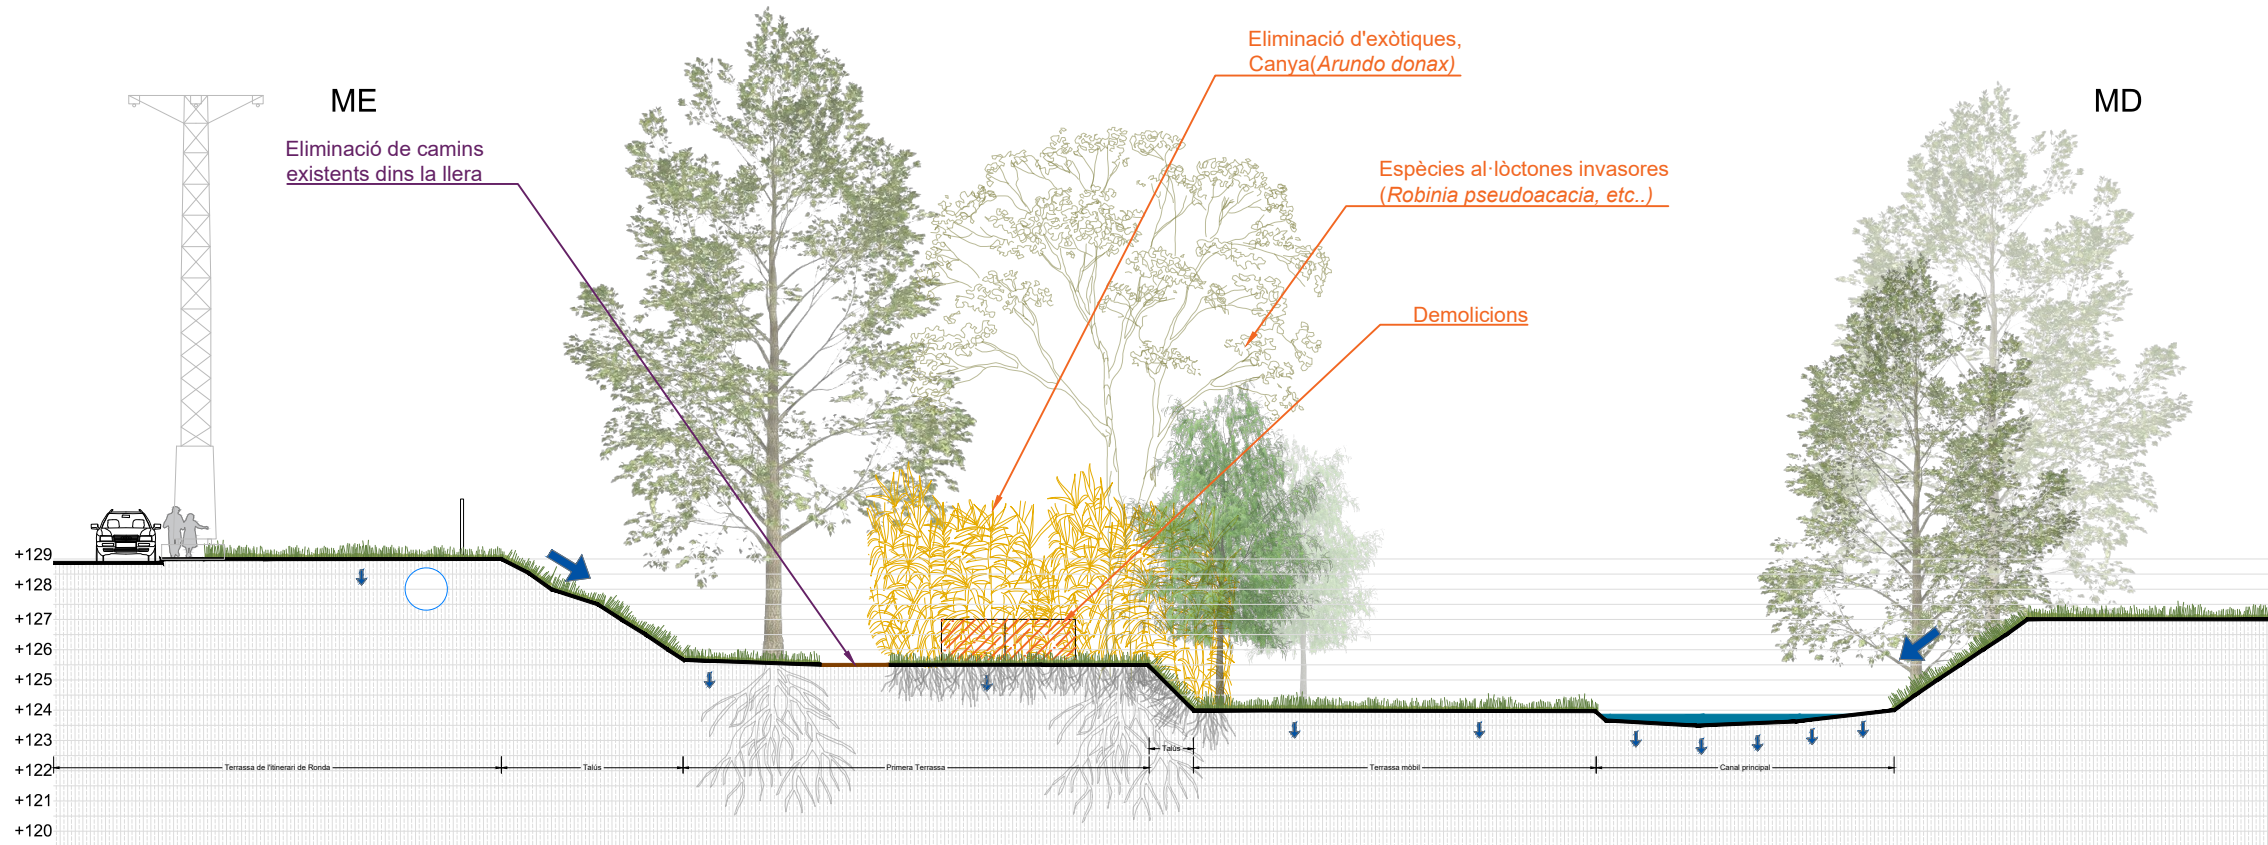 Eliminació d'exòtiques,
Canya(Arundo donax)
ME
MD
Eliminació de camins
existents dins la llera
Espècies al·lòctones invasores
(Robinia pseudoacacia, etc..)
Demolicions
+129
+128
+127
+126
+125
+124
+123
+122
+121
+120
Talús
Terrassa de l'itinerari de Ronda
Talús
Primera Terrassa
Terrassa mòbil
Canal principal